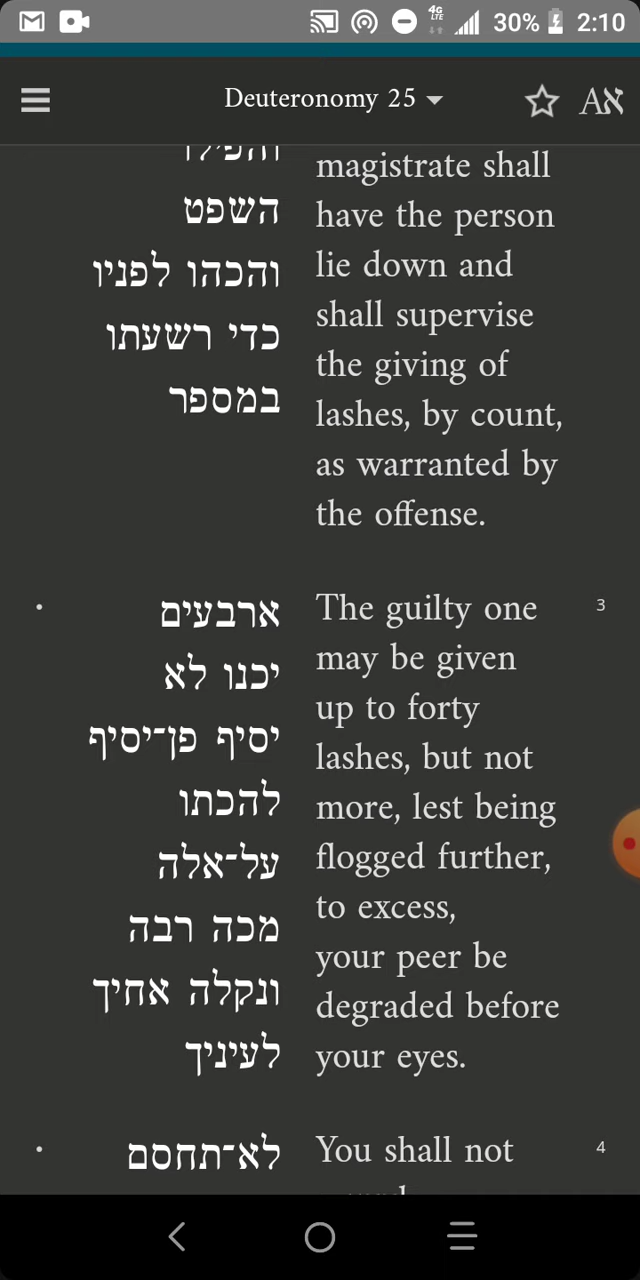 4G
LTE
30%
2:10
Deuteronomy 25
Aא
והפילו
השפט
והכהו לפניו
כדי רשעתו
במספר
magistrate shall
have the person
lie down and
shall supervise
the giving of
lashes, by count,
as warranted by
the offense.
ארבעים
יכנו לא
יסיף פן־יסיף
להכתו
על־אלה
מכה רבה
ונקלה אחיך
לעיניך
The guilty one
may be given
up to forty
lashes, but not
more, lest being
flogged further,
to excess,
your peer be
degraded before
your eyes.
3
לא־תחסם
You shall not
4